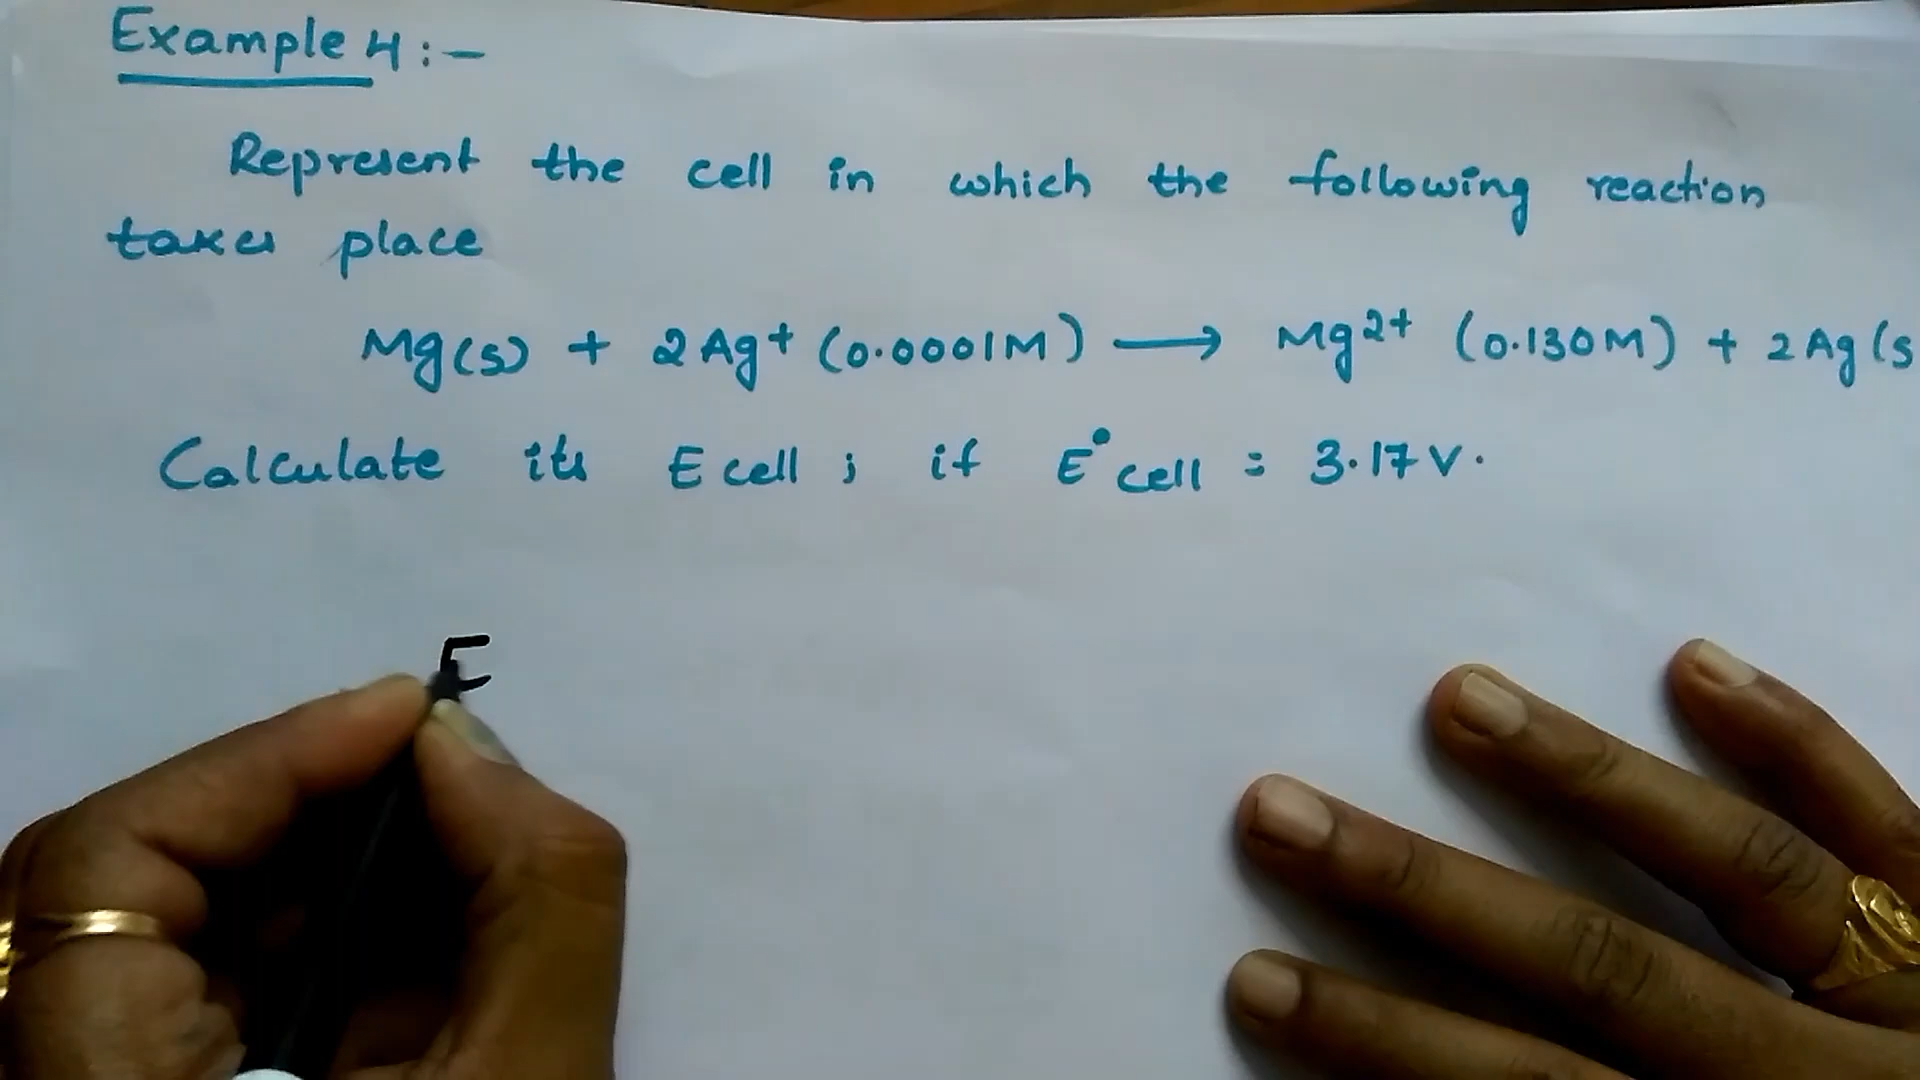 Example 4:-
Represent the cell in which the following reaction
takes place
Mg(s) + 2Ag+ (0.0001M) → Mg2+ (0.130M) + 2Ag(s
Calculate its E cell ; if E°cell = 3.17V.
E